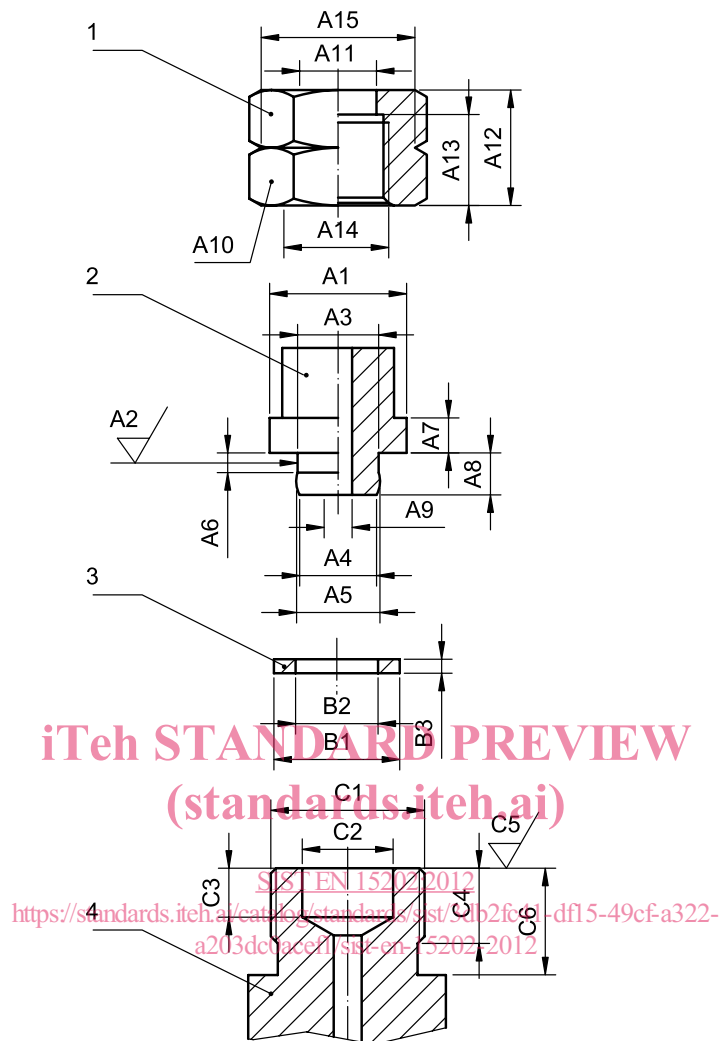 A15
1
A11
A13
A12
A14
A10
2
A1
A3
A2
A7
A8
A6
A9
A4
A5
3
B2
B3
B1
iTeh STANDARD PREVIEW
(standards.iteh.ai)
C1
C5
C2
C3
C4
C6
SIST EN 15202:2012
https://standards.iteh.ai/catalog/standards/sist/5db2fc41-df15-49cf-a322-
4
a203dc0acef1/sist-en-15202-2012